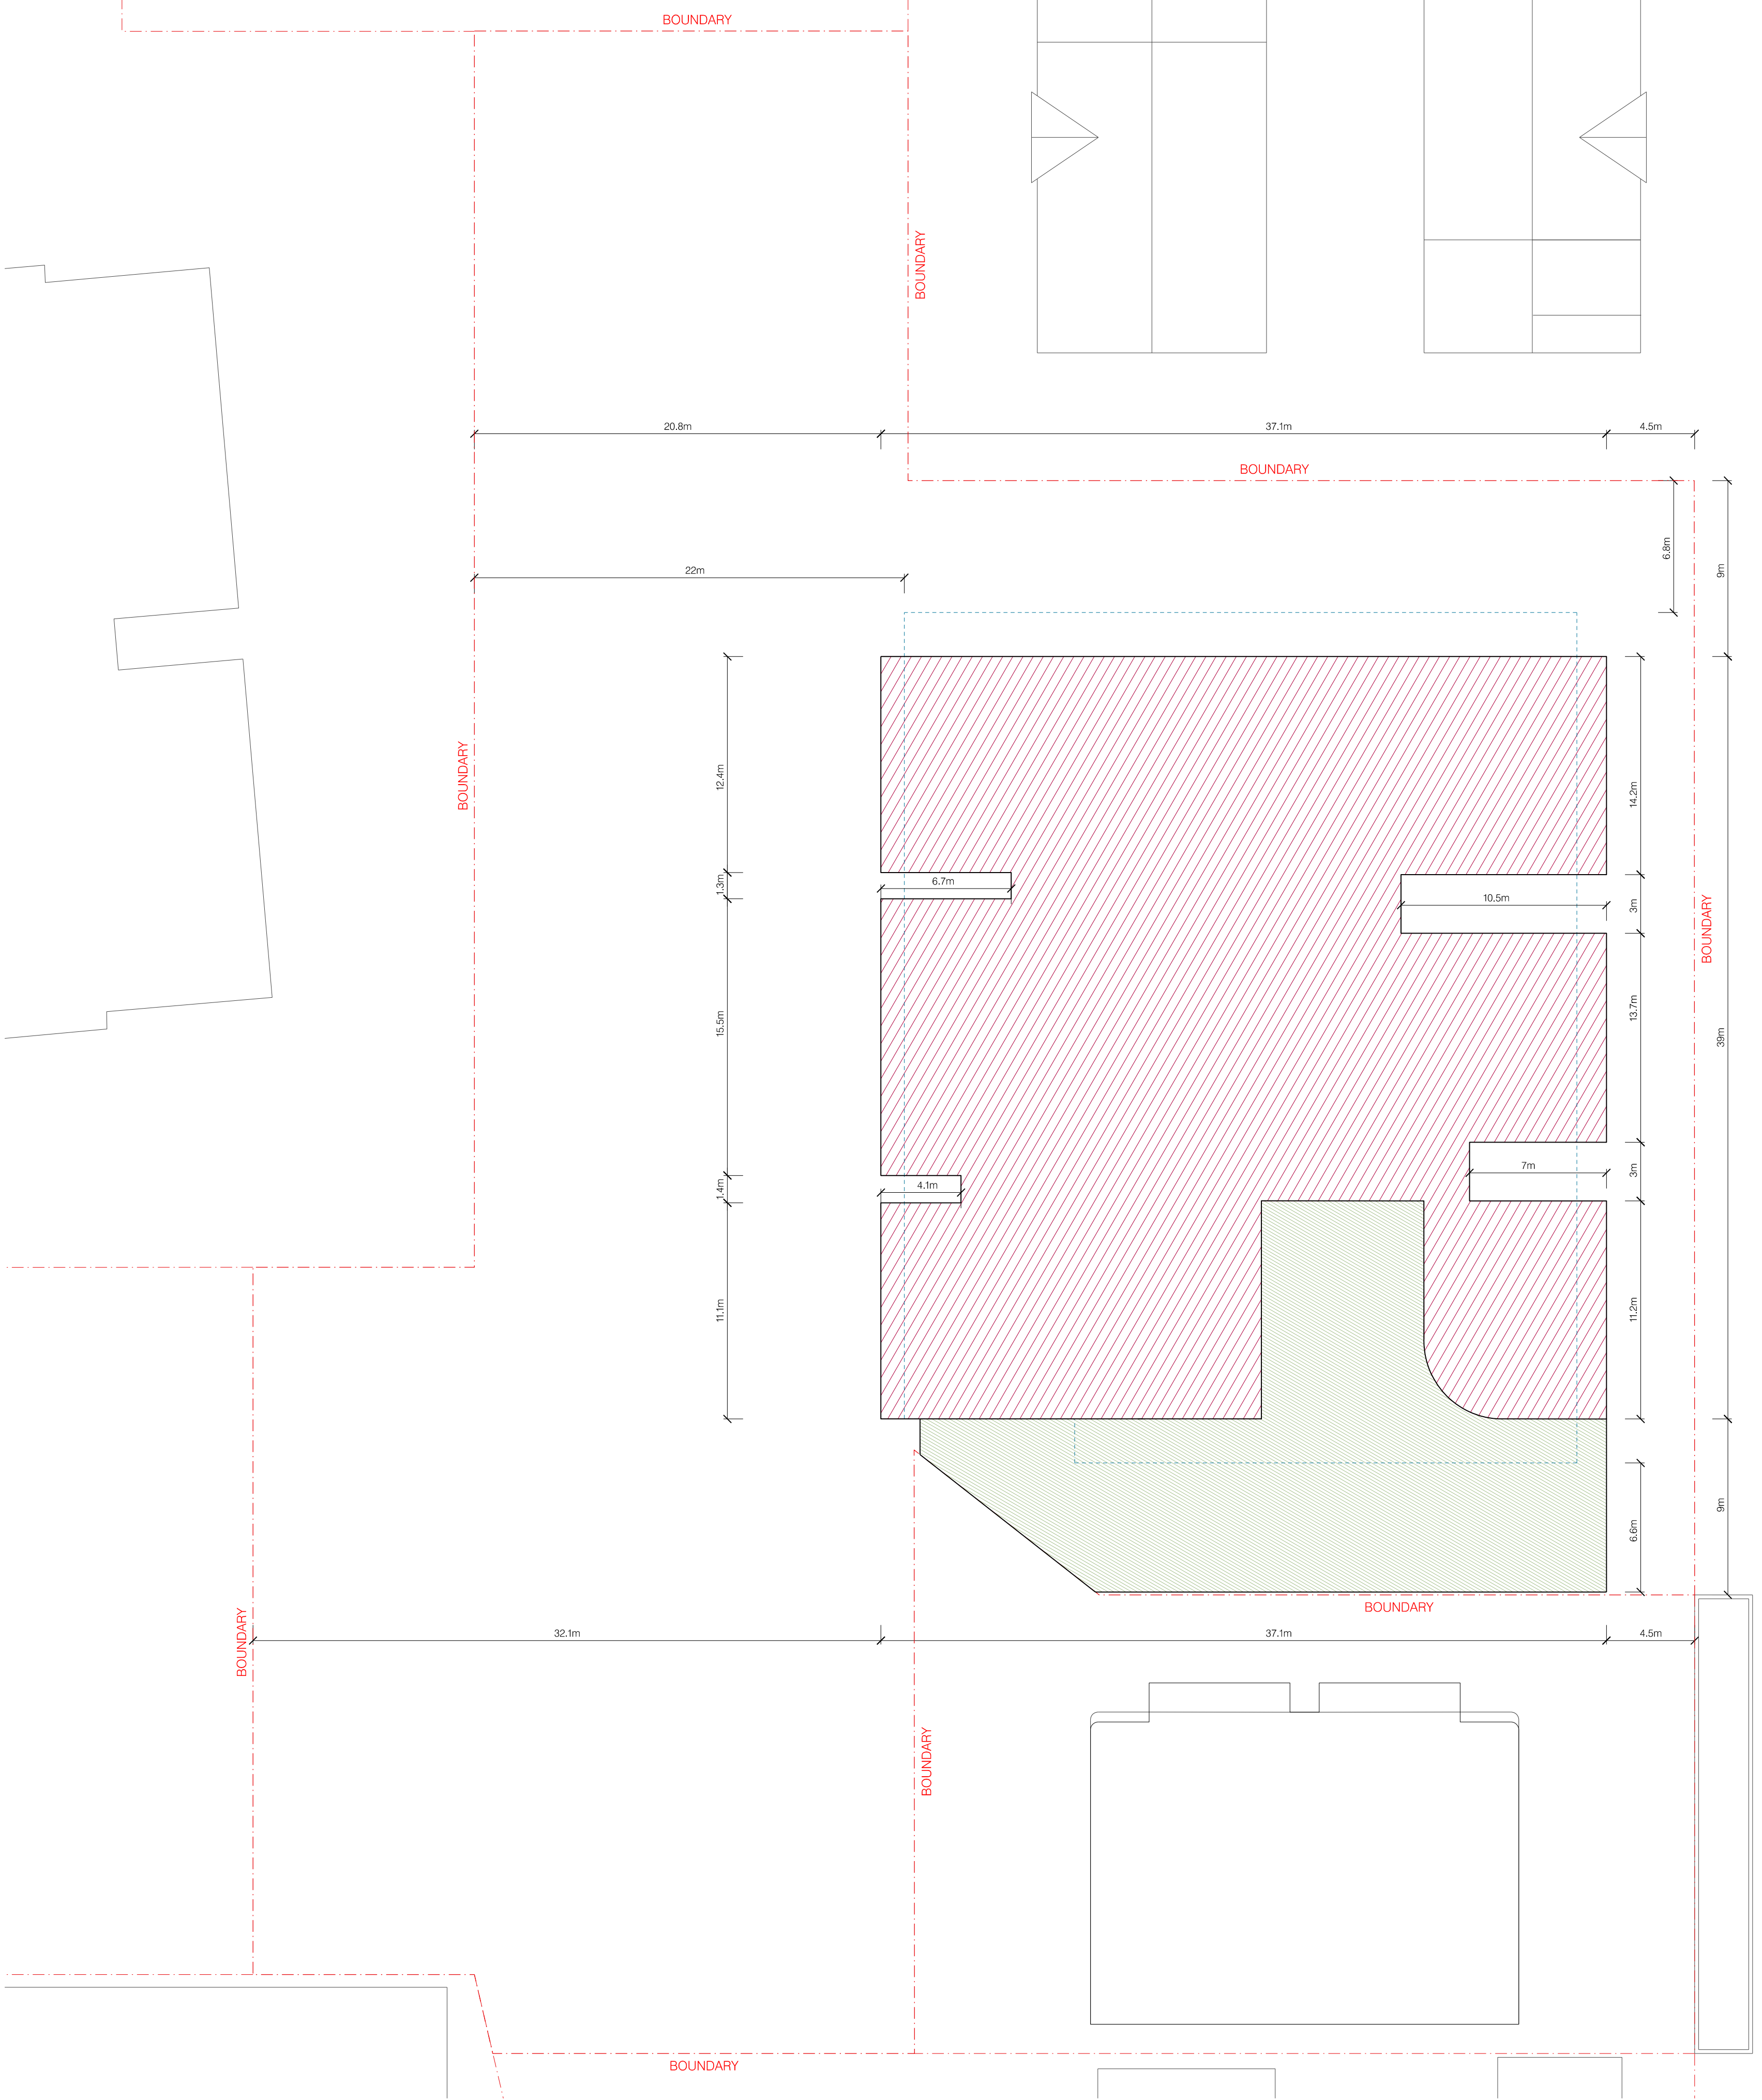 BOUNDARY
BOUNDARY
20.8m
37.1m
4.5m
BOUNDARY
6.8m
9m
22m
BOUNDARY
12.4m
14.2m
1.3m
6.7m
10.5m
3m
BOUNDARY
15.5m
13.7m
39m
1.4m
4.1m
7m
3m
11.1m
11.2m
9m
6.6m
BOUNDARY
BOUNDARY
32.1m
37.1m
4.5m
BOUNDARY
BOUNDARY